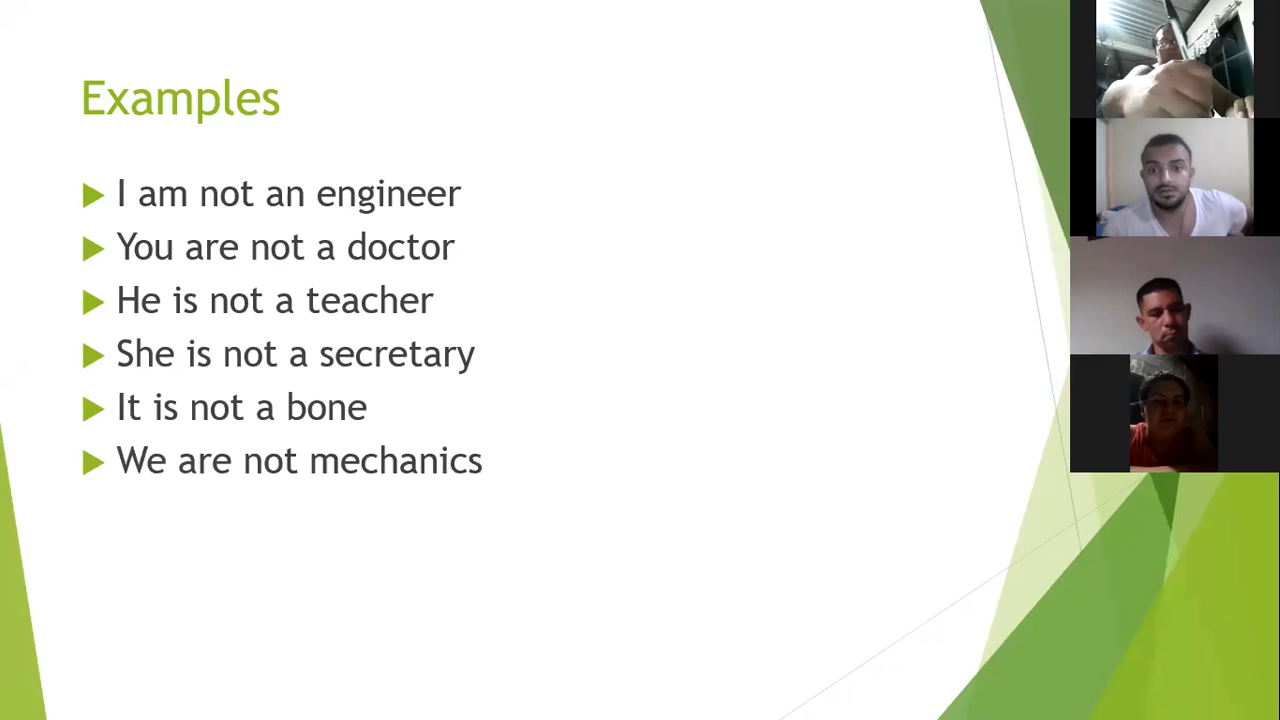 Examples
I am not an engineer
You are not a doctor
He is not a teacher
She is not a secretary
It is not a bone
We are not mechanics